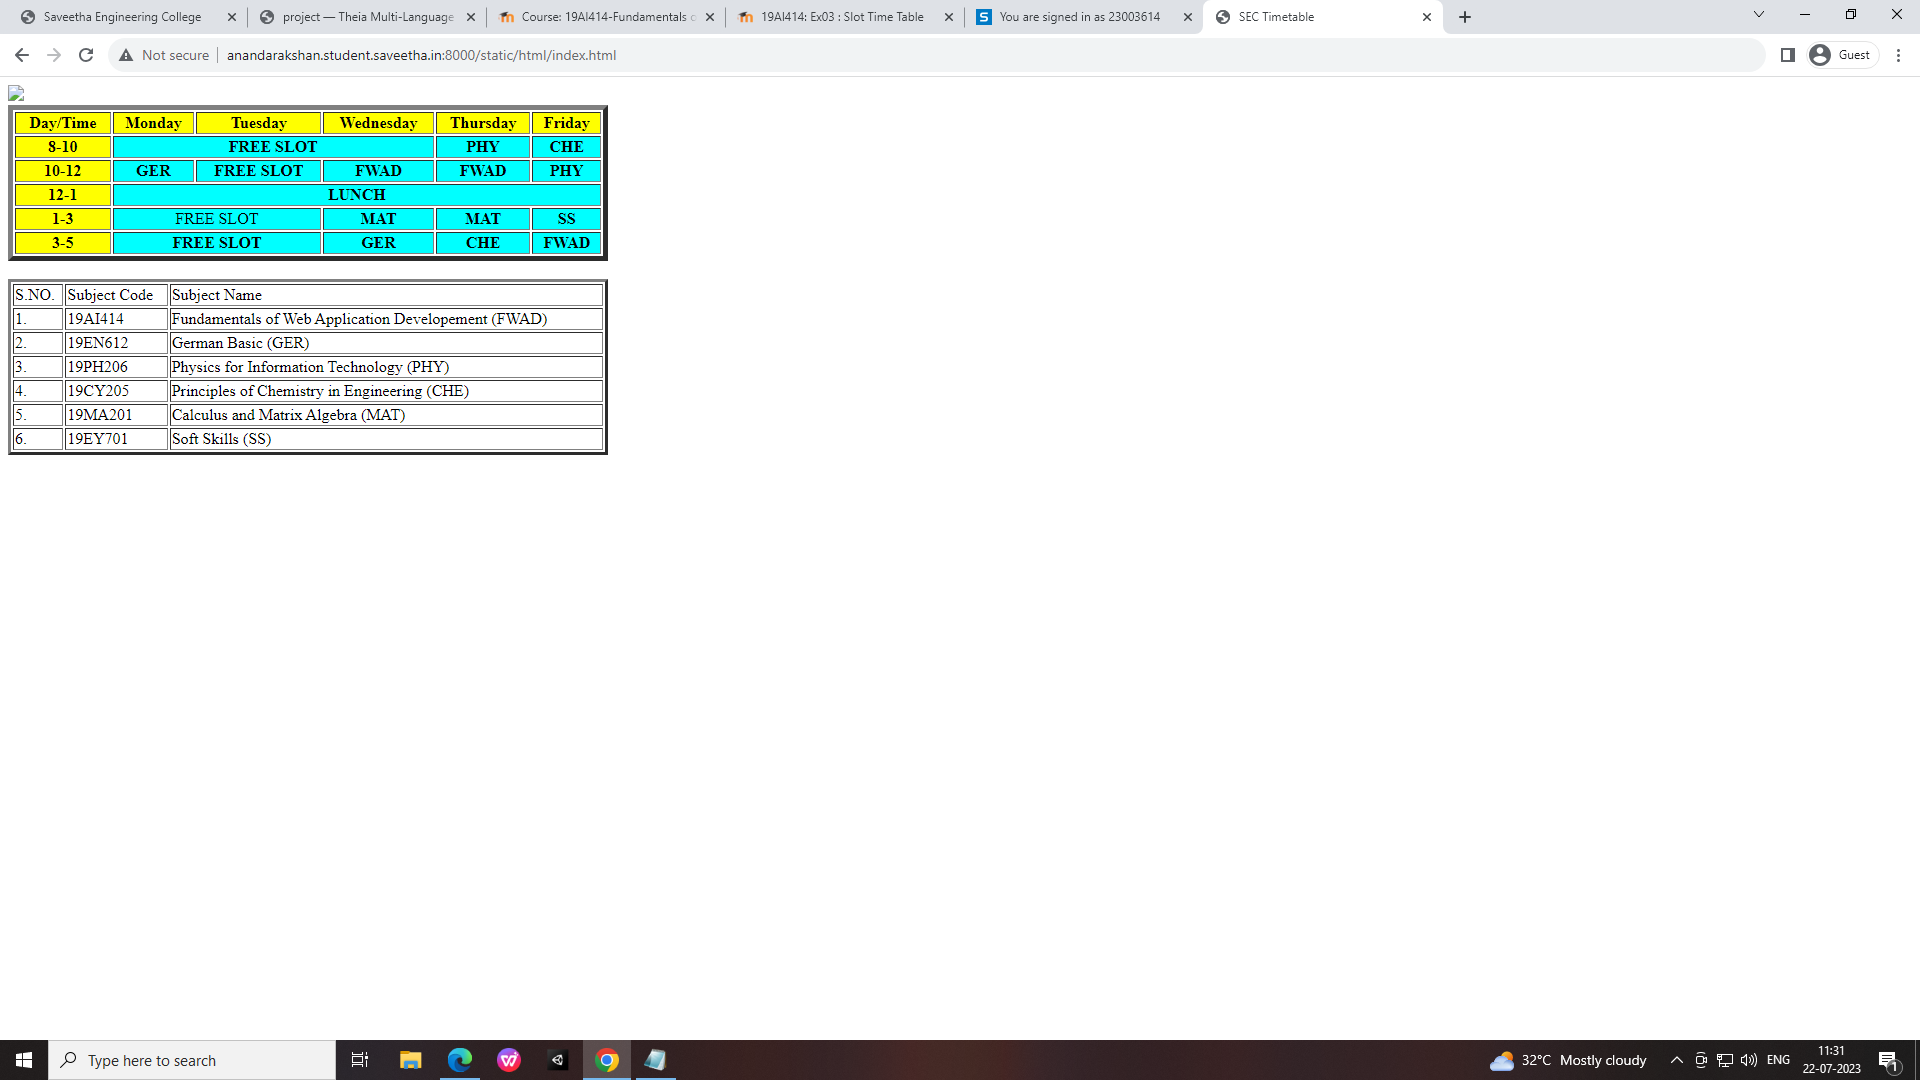 Saveetha Engineering College
project — Theia Multi-Language
Course: 19AI414-Fundamentals o
19AI414: Ex03 : Slot Time Table
You are signed in as 23003614
SEC Timetable
Not secure
anandarakshan.student.saveetha.in:8000/static/html/index.html
Guest
Day/Time Monday Tuesday Wednesday Thursday Friday
8-10 FREE SLOT PHY CHE
10-12 GER FREE SLOT FWAD FWAD PHY
12-1 LUNCH
1-3 FREE SLOT MAT MAT SS
3-5 FREE SLOT GER CHE FWAD
S.NO. Subject Code Subject Name
1. 19AI414 Fundamentals of Web Application Developement (FWAD)
2. 19EN612 German Basic (GER)
3. 19PH206 Physics for Information Technology (PHY)
4. 19CY205 Principles of Chemistry in Engineering (CHE)
5. 19MA201 Calculus and Matrix Algebra (MAT)
6. 19EY701 Soft Skills (SS)
Type here to search
32°C Mostly cloudy
ENG
11:31
22-07-2023
1